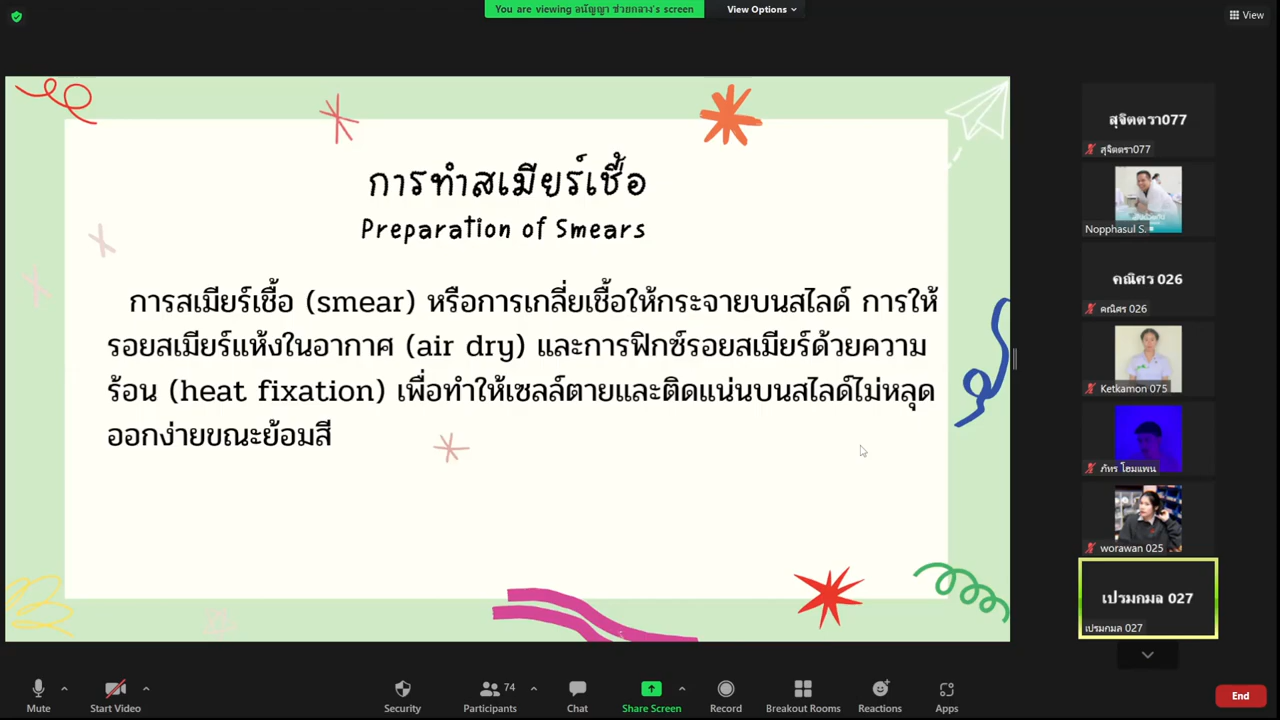 You are viewing อนัญญา ช่วยกลาง's screen
View Options
View
การทำสเมียร์เชื้อ
Preparation of Smears
การสเมียร์เชื้อ (smear) หรือการเกลี่ยเชื้อให้กระจายบนสไลด์ การให้
รอยสเมียร์แห้งในอากาศ (air dry) และการฟิกซ์รอยสเมียร์ด้วยความ
ร้อน (heat fixation) เพื่อทำให้เซลล์ตายและติดแน่นบนสไลด์ไม่หลุด
ออกง่ายขณะย้อมสี
สุจิตตรา077
สุจิตตรา077
Nopphasul S.
คณิศร 026
คณิศร 026
Ketkamon 075
ภัทร โฮมแพน
worawan 025
เปรมกมล 027
เปรมกมล 027
Mute
Start Video
Security
74
Participants
Chat
Share Screen
Record
Breakout Rooms
Reactions
Apps
End